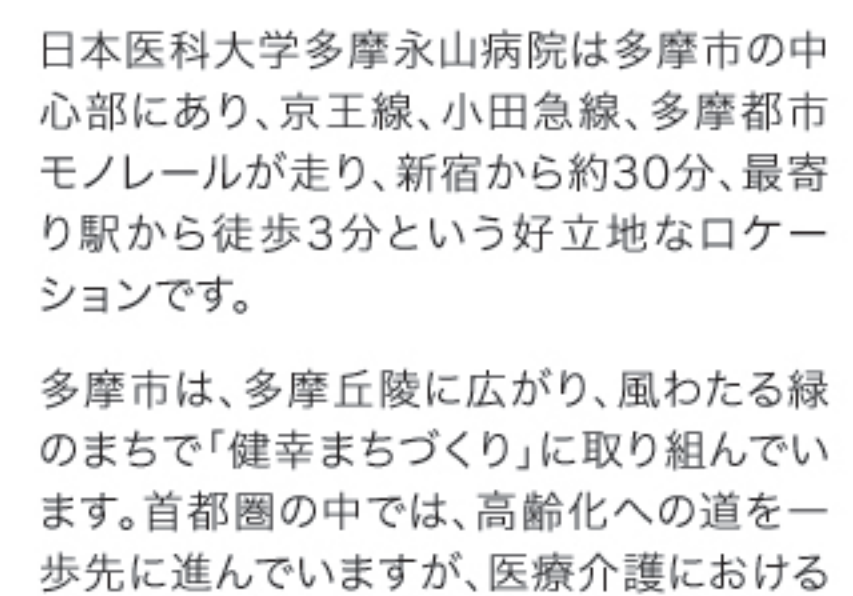 日本医科大学多摩永山病院は多摩市の中
心部にあり、京王線、小田急線、多摩都市
モノレールが走り、新宿から約30分、最寄
り駅から徒歩3分という好立地なロケー
ションです。
多摩市は、多摩丘陵に広がり、風わたる緑
のまちで「健幸まちづくり」に取り組んでい
ます。首都圏の中では、高齢化への道を一
歩先に進んでいますが、医療介護における